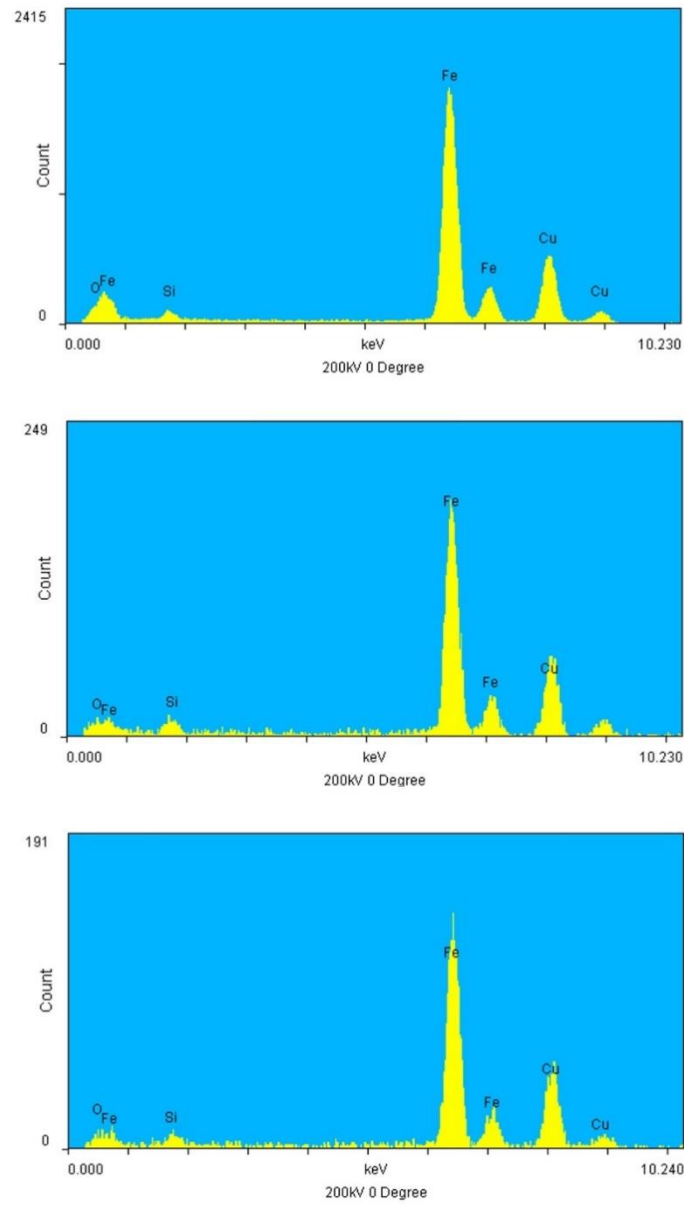 2415
Fe
Cu
Fe
O Fe
Si
Cu
Count
0
0.000 keV 10.230
200kV 0 Degree
249
Fe
Cu
Fe
O Fe
Si
Count
0
0.000 keV 10.230
200kV 0 Degree
191
Fe
Cu
Fe
O Fe
Si
Cu
Count
0
0.000 keV 10.240
200kV 0 Degree